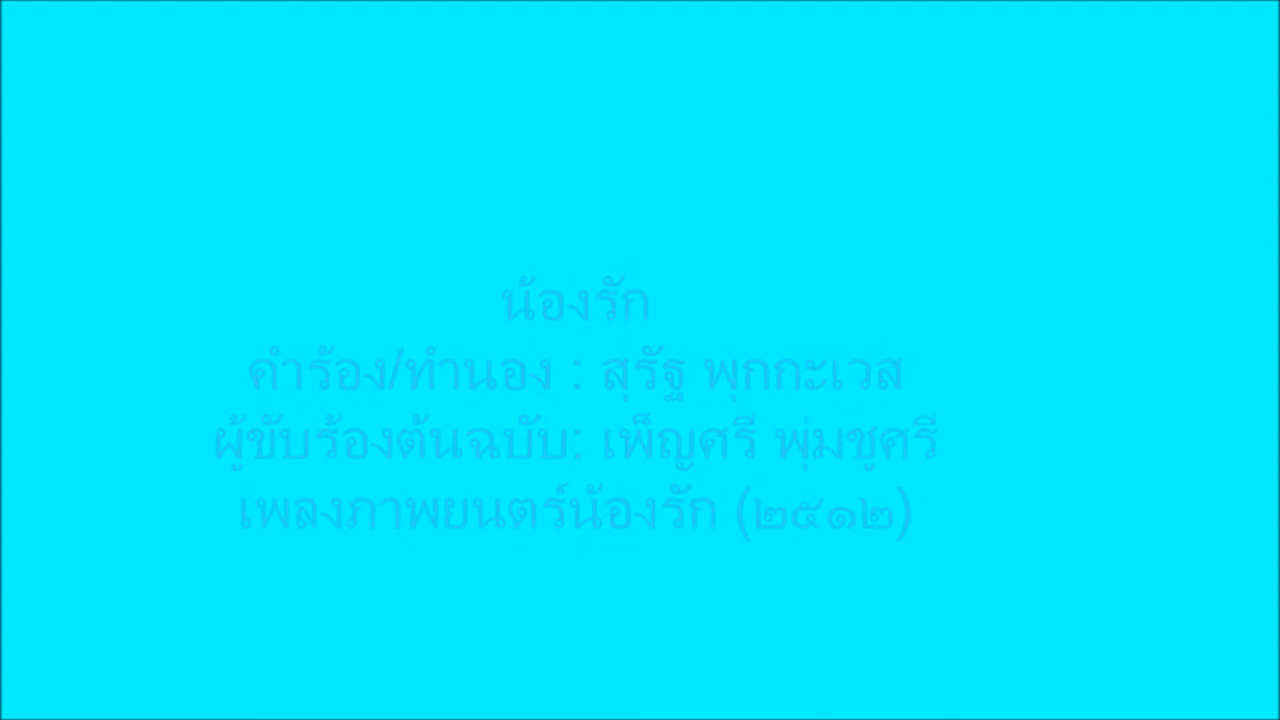 น้องรัก
คำร้อง/ทำนอง : สุรัฐ พุกกะเวส
ผู้ขับร้องต้นฉบับ: เพ็ญศรี พุ่มชูศรี
เพลงภาพยนตร์น้องรัก (๒๕๑๒)